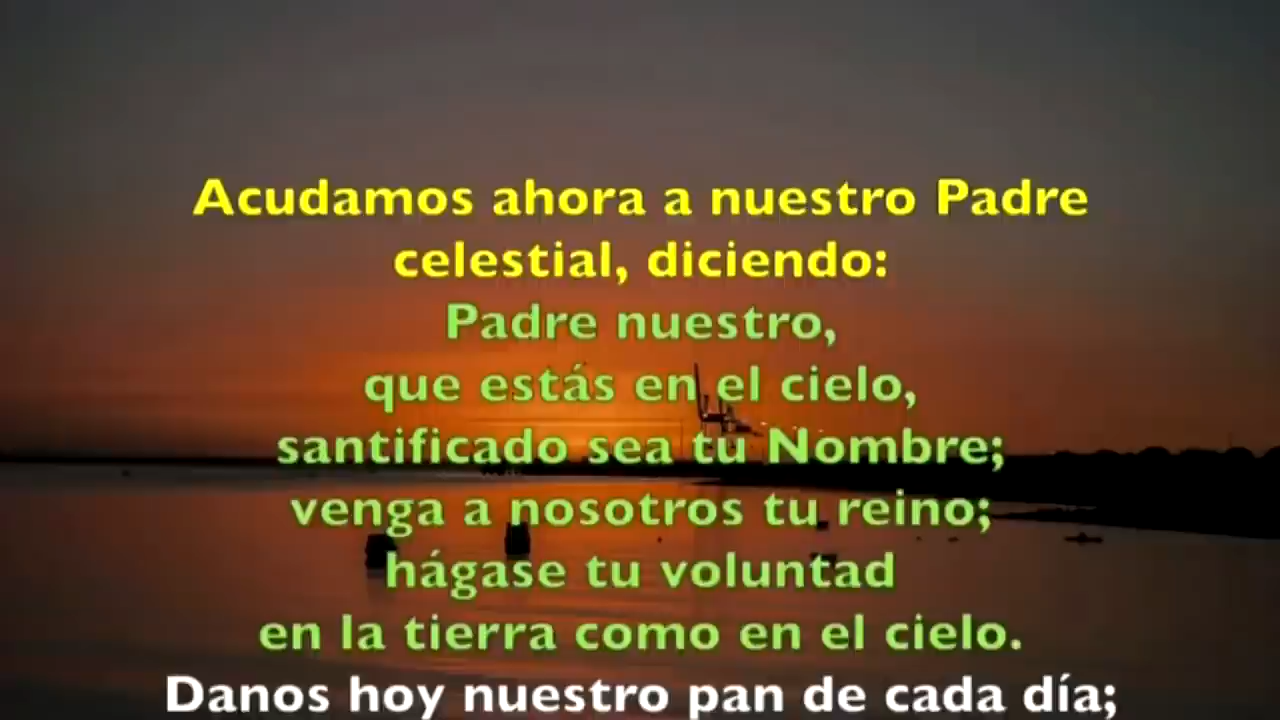 Acudamos ahora a nuestro Padre
celestial, diciendo:
Padre nuestro,
que estás en el cielo,
santificado sea tu Nombre;
venga a nosotros tu reino;
hágase tu voluntad
en la tierra como en el cielo.
Danos hoy nuestro pan de cada día;